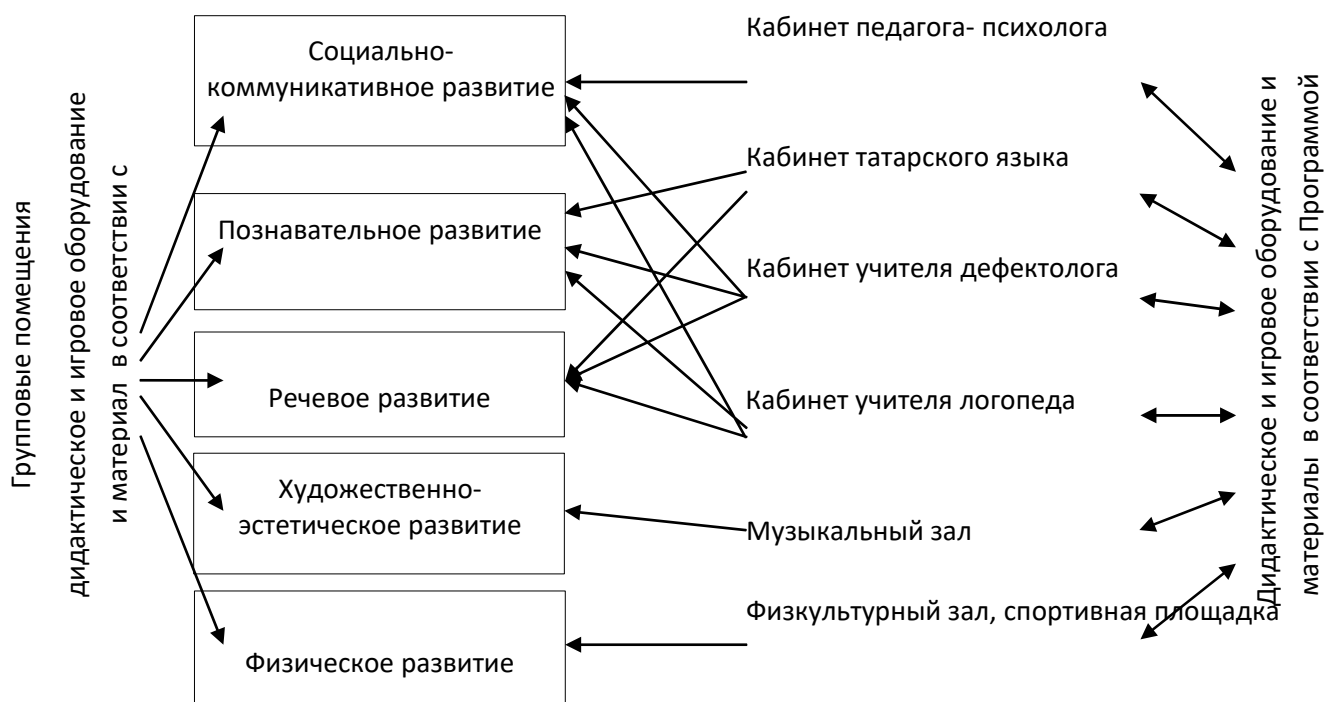 Групповые помещения
дидактическое и игровое оборудование
и материал в соответствии с
Социально-
коммуникативное развитие
Познавательное развитие
Речевое развитие
Художественно-
эстетическое развитие
Физическое развитие
Кабинет педагога- психолога
Кабинет татарского языка
Кабинет учителя дефектолога
Кабинет учителя логопеда
Музыкальный зал
Физкультурный зал, спортивная площадка
Дидактическое и игровое оборудование и
материалы в соответствии с Программой